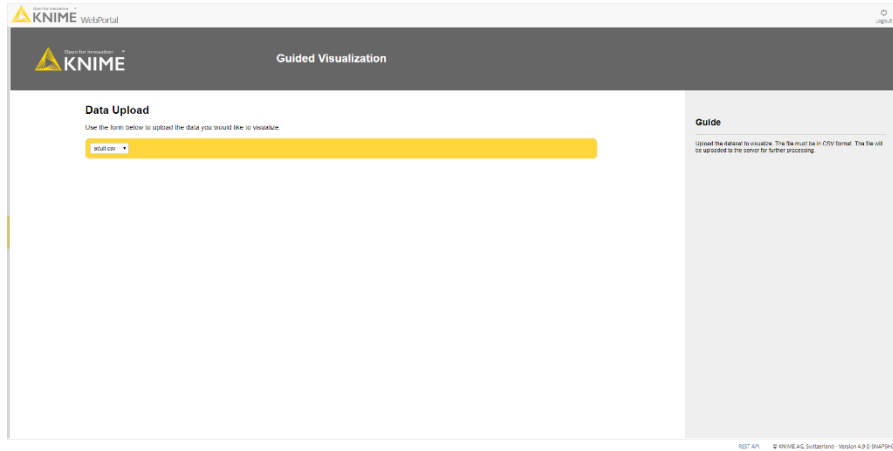 Open for Innovation
KNIME WebPortal
Logout
Open for Innovation
KNIME
Guided Visualization
Data Upload
Use the form below to upload the data you would like to visualize.
adult.csv
Guide
Upload the dataset to visualize. The file must be in CSV format. The file will
be uploaded to the server for further processing.
REST API © KNIME AG, Switzerland - Version 4.9.0-SNAPSHO